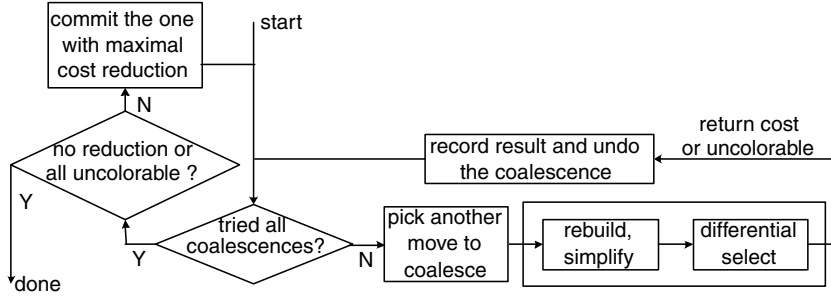 commit the one
with maximal
cost reduction
start
N
no reduction or
all uncolorable ?
Y
done
record result and undo
the coalescence
return cost
or uncolorable
tried all
coalescences?
Y
N
pick another
move to
coalesce
rebuild,
simplify
differential
select